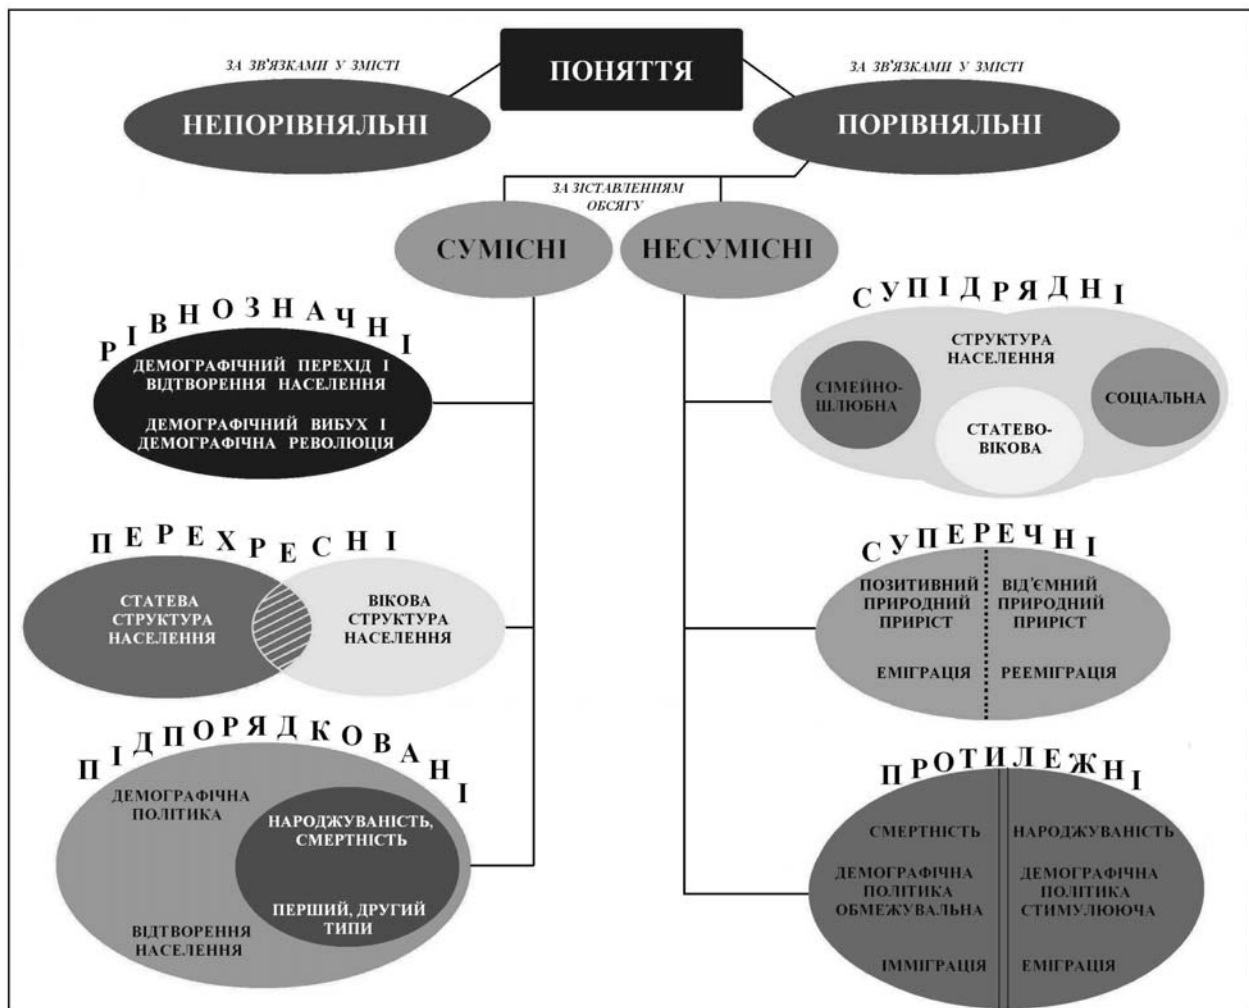 ПОНЯТТЯ
ЗА ЗВ'ЯЗКАМИ У ЗМІСТІ
НЕПОРІВНЯЛЬНІ
ЗА ЗВ'ЯЗКАМИ У ЗМІСТІ
ПОРІВНЯЛЬНІ
ЗА ЗІСТАВЛЕННЯМ
ОБСЯГУ
СУМІСНІ
НЕСУМІСНІ
РІВНОЗНАЧНІ
ДЕМОГРАФІЧНИЙ ПЕРЕХІД І
ВІДТВОРЕННЯ НАСЕЛЕННЯ
ДЕМОГРАФІЧНИЙ ВИБУХ І
ДЕМОГРАФІЧНА РЕВОЛЮЦІЯ
ПЕРЕХРЕСНІ
СТАТЕВА
СТРУКТУРА
НАСЕЛЕННЯ
ВІКОВА
СТРУКТУРА
НАСЕЛЕННЯ
ПІДПОРЯДКОВАНІ
ДЕМОГРАФІЧНА
ПОЛІТИКА
НАРОДЖУВАНІСТЬ,
СМЕРТНІСТЬ
ПЕРШИЙ, ДРУГИЙ
ТИПИ
ВІДТВОРЕННЯ
НАСЕЛЕННЯ
СУПІДРЯДНІ
СТРУКТУРА
НАСЕЛЕННЯ
СІМЕЙНО-
ШЛЮБНА
СТАТЕВО-
ВІКОВА
СОЦІАЛЬНА
СУПЕРЕЧНІ
ПОЗИТИВНИЙ
ПРИРОДНИЙ
ПРИРІСТ
ВІД'ЄМНИЙ
ПРИРОДНИЙ
ПРИРІСТ
ЕМІГРАЦІЯ
РЕЕМІГРАЦІЯ
ПРОТИЛЕЖНІ
СМЕРТНІСТЬ
НАРОДЖУВАНІСТЬ
ДЕМОГРАФІЧНА
ПОЛІТИКА
ОБМЕЖУВАЛЬНА
ДЕМОГРАФІЧНА
ПОЛІТИКА
СТИМУЛЮЮЧА
ІММІГРАЦІЯ
ЕМІГРАЦІЯ